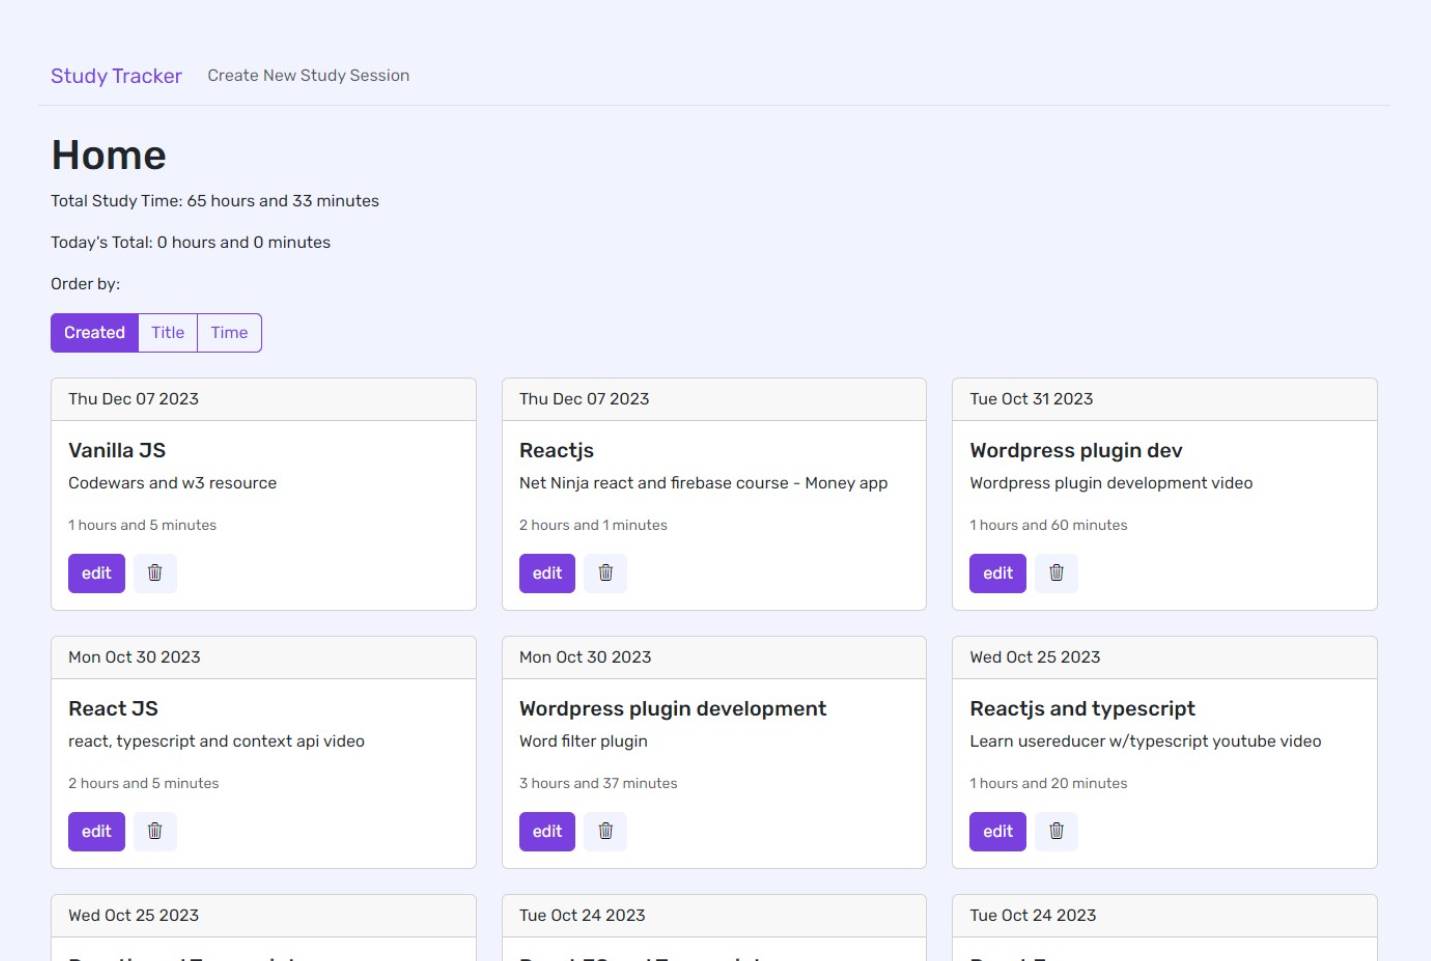 Study Tracker Create New Study Session
Home
Total Study Time: 65 hours and 33 minutes
Today's Total: 0 hours and 0 minutes
Order by:
Created Title Time
Thu Dec 07 2023
Vanilla JS
Codewars and w3 resource
1 hours and 5 minutes
edit
Thu Dec 07 2023
Reactjs
Net Ninja react and firebase course - Money app
2 hours and 1 minutes
edit
Tue Oct 31 2023
Wordpress plugin dev
Wordpress plugin development video
1 hours and 60 minutes
edit
Mon Oct 30 2023
React JS
react, typescript and context api video
2 hours and 5 minutes
edit
Mon Oct 30 2023
Wordpress plugin development
Word filter plugin
3 hours and 37 minutes
edit
Wed Oct 25 2023
Reactjs and typescript
Learn usereducer w/typescript youtube video
1 hours and 20 minutes
edit
Wed Oct 25 2023
Tue Oct 24 2023
Tue Oct 24 2023